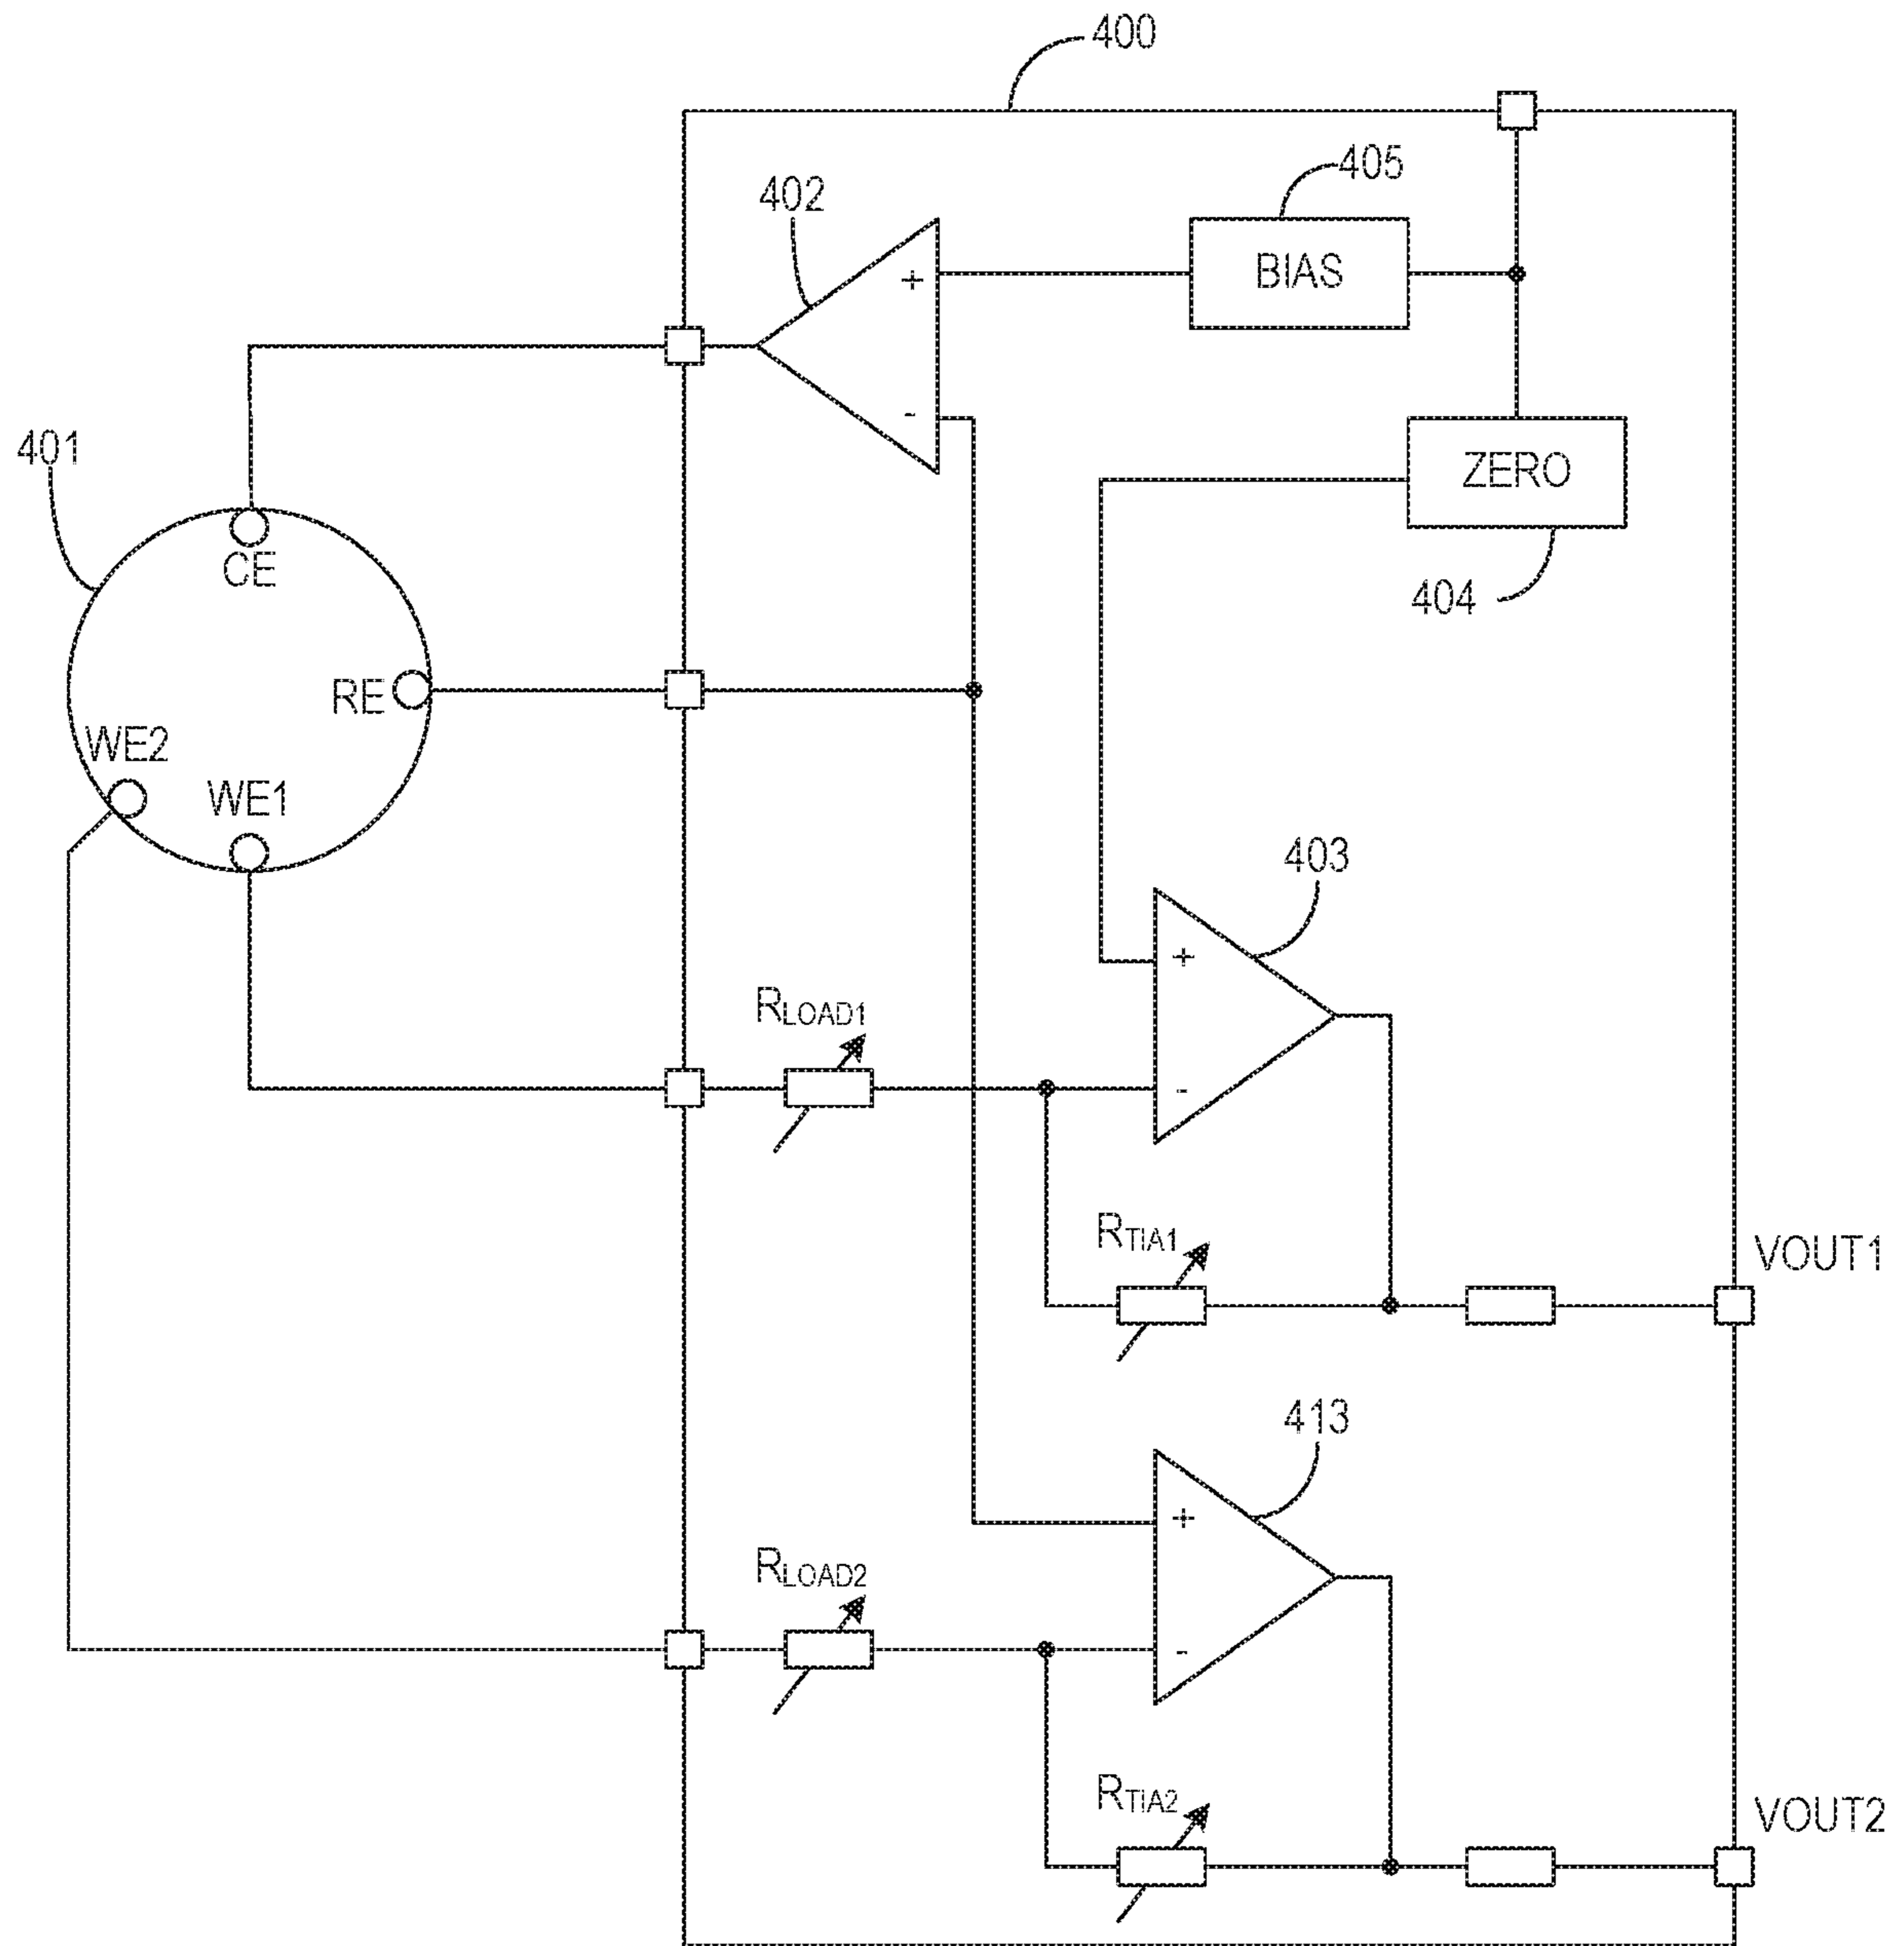 400
405
402
+
BIAS
-
401
ZERO
CE
404
RE
WE2
WE1
403
+
RLOAD1
-
RTIA1
VOUT1
413
+
RLOAD2
-
RTIA2
VOUT2